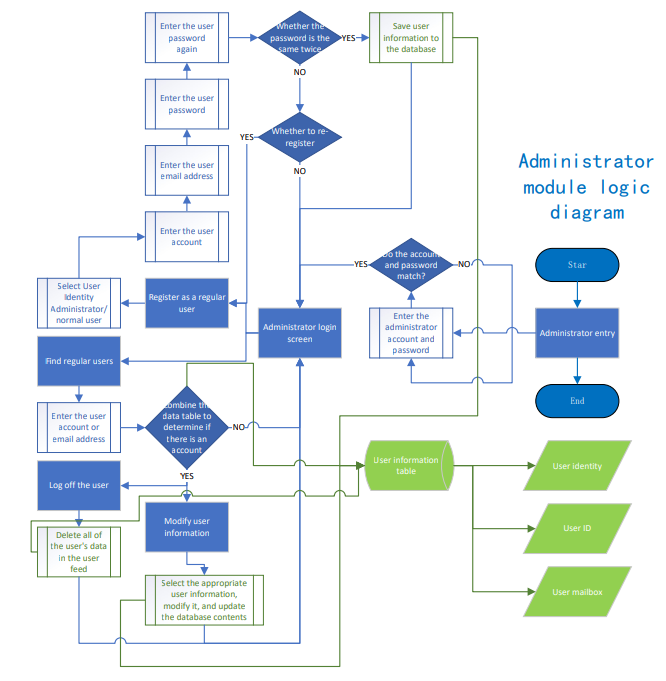 Enter the user
password
again
Whether the
password is the
same twice
YES
Save user
information to
the database
NO
Enter the user
password
YES
Whether to re-
register
NO
Enter the user
email address
Administrator
module logic
diagram
Enter the user
account
YES
Do the account
and password
match?
NO
Star
Select User
Identity
Administrator/
normal user
Register as a regular
user
Administrator login
screen
Enter the
administrator
account and
password
Administrator entry
Find regular users
End
Enter the user
account or
email address
Combine the
data table to
determine if
there is an
account
NO
User information
table
User identity
YES
Log off the user
Modify user
information
User ID
Delete all of
the user's data
in the user
feed
Select the appropriate
user information,
modify it, and update
the database contents
User mailbox